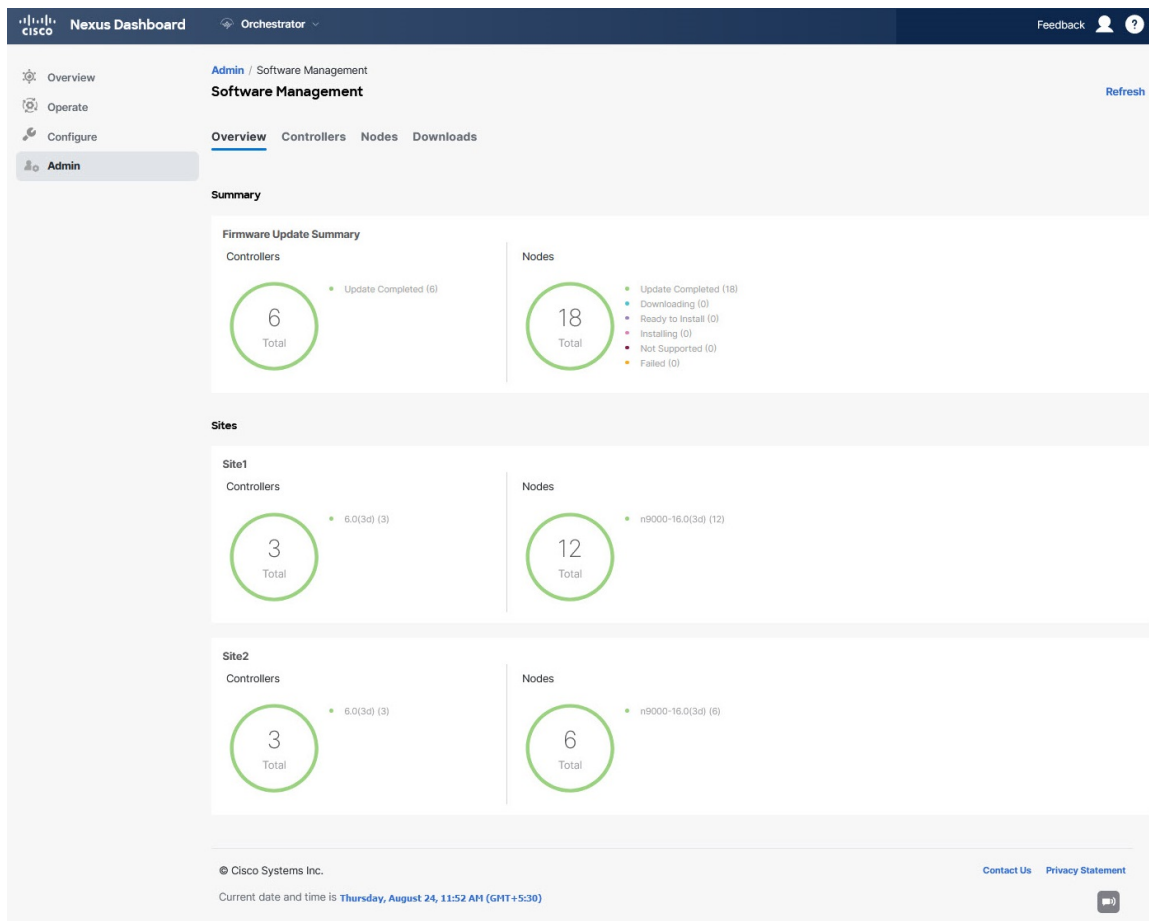 cisco Nexus Dashboard Orchestrator Feedback ?
Overview
Operate
Configure
Admin
Admin / Software Management
Software Management
Refresh
Overview Controllers Nodes Downloads
Summary
Firmware Update Summary
Controllers
6
Total
Update Completed (6)
Nodes
18
Total
Update Completed (18)
Downloading (0)
Ready to Install (0)
Installing (0)
Not Supported (0)
Failed (0)
Sites
Site1
Controllers
3
Total
6.0(3d) (3)
Nodes
12
Total
n9000-16.0(3d) (12)
Site2
Controllers
3
Total
6.0(3d) (3)
Nodes
6
Total
n9000-16.0(3d) (6)
© Cisco Systems Inc.
Contact Us Privacy Statement
Current date and time is Thursday, August 24, 11:52 AM (GMT+5:30)